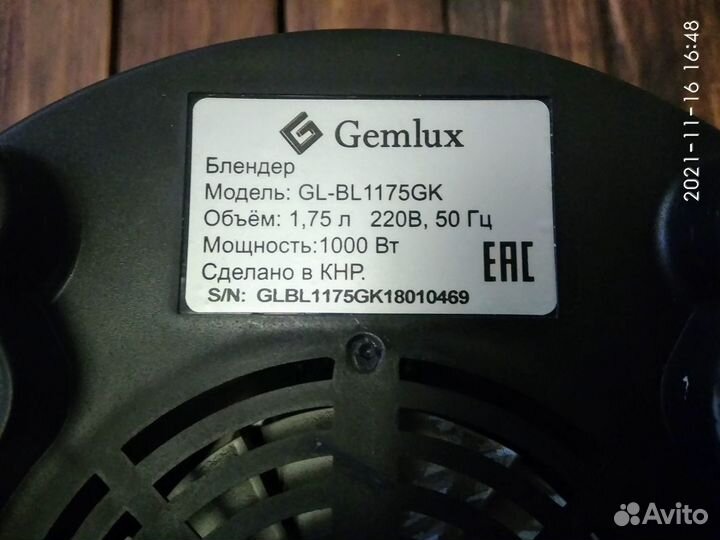 Gemlux
Блендер
Модель: GL-BL1175GK
Объём: 1,75 л 220В, 50 Гц
Мощность:1000 Вт
Сделано в КНР.
EAC
S/N: GLBL1175GK18010469
2021-11-16 16:48
Avito